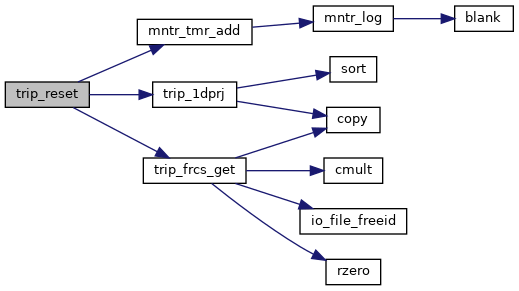 trip_reset
mntr_tmr_add
mntr_log
blank
trip_1dprj
sort
copy
trip_frcs_get
cmult
io_file_freeid
rzero